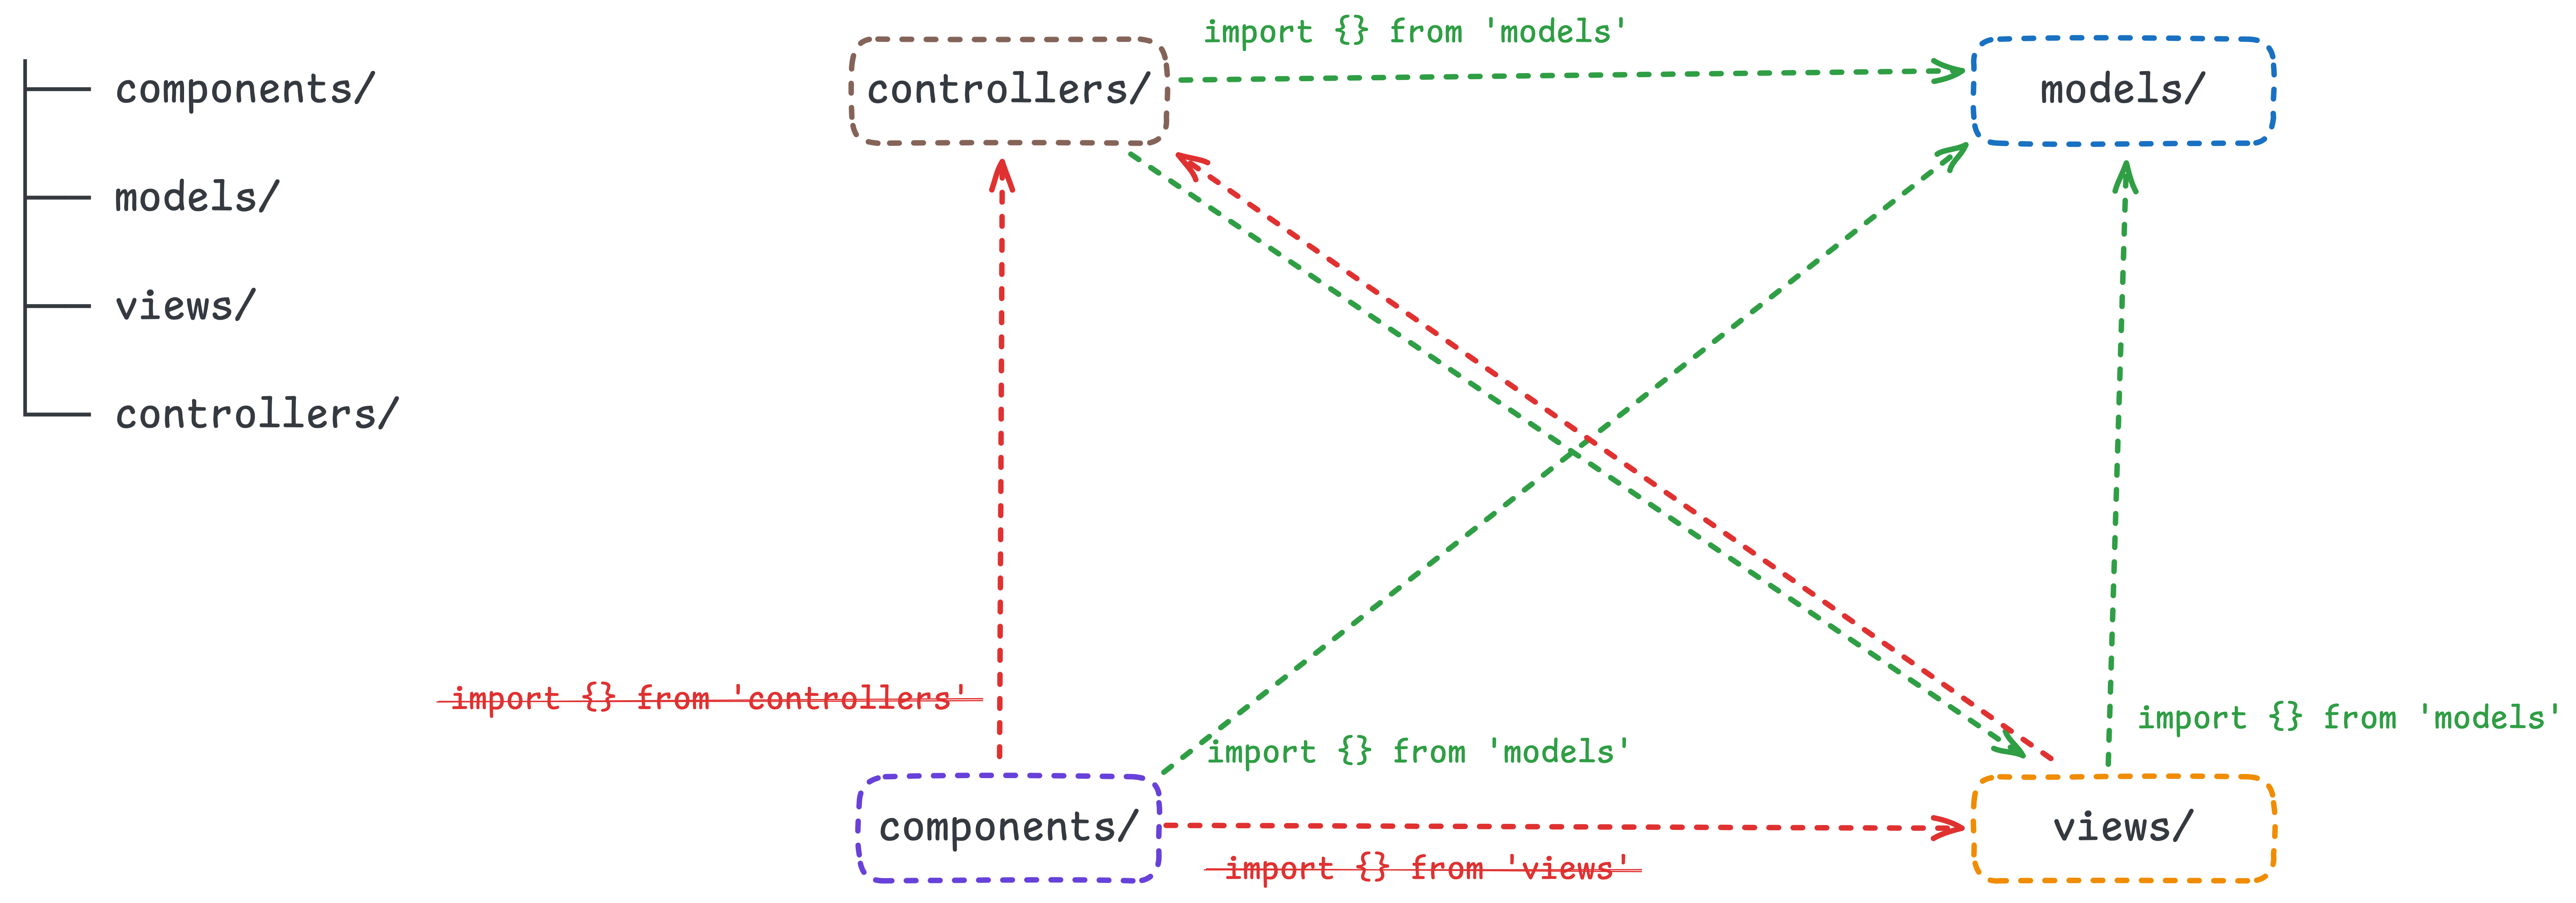 components/
models/
views/
controllers/
import {} from 'models'
controllers/
models/
import {} from 'controllers'
import {} from 'models'
import {} from 'models'
components/
views/
import {} from 'views'